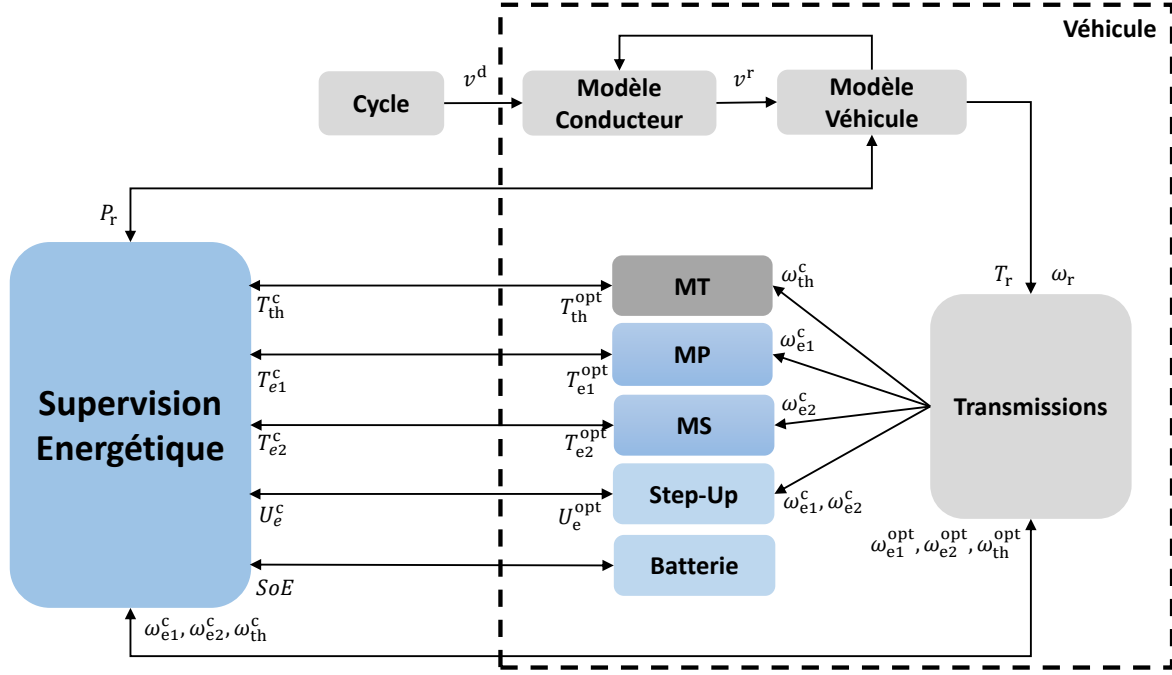 Véhicule
Cycle
v^d
Modèle
Conducteur
v^r
Modèle
Véhicule
P_r
T_r ω_r
Supervision
Energétique
T_th^c
T_th^opt
MT
ω_th^c
T_e1^c
T_e1^opt
MP
ω_e1^c
T_e2^c
T_e2^opt
MS
ω_e2^c
Transmissions
U_e^c
U_e^opt
Step-Up
ω_e1^c, ω_e2^c
SoE
Batterie
ω_e1^opt, ω_e2^opt, ω_th^opt
ω_e1^c, ω_e2^c, ω_th^c